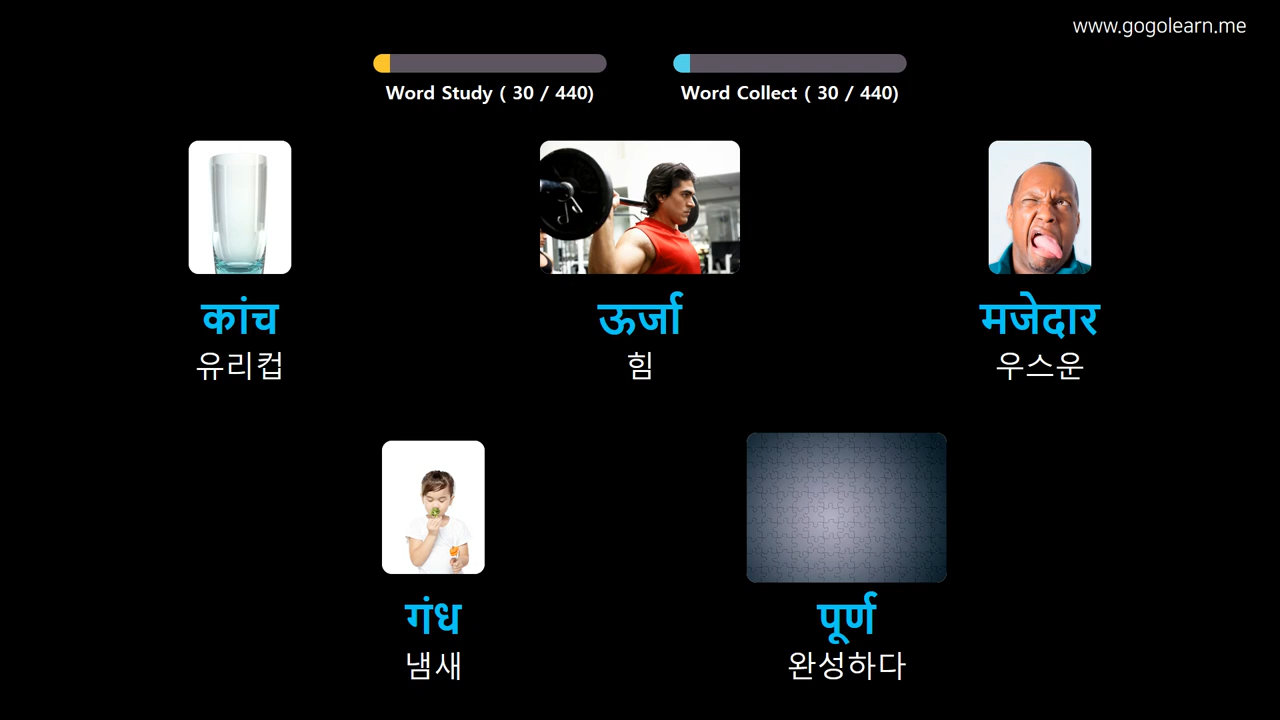 www.gogolearn.me
Word Study ( 30 / 440)
Word Collect ( 30 / 440)
कांच
유리컵
ऊर्जा
힘
मजेदार
우스운
गंध
냄새
पूर्ण
완성하다